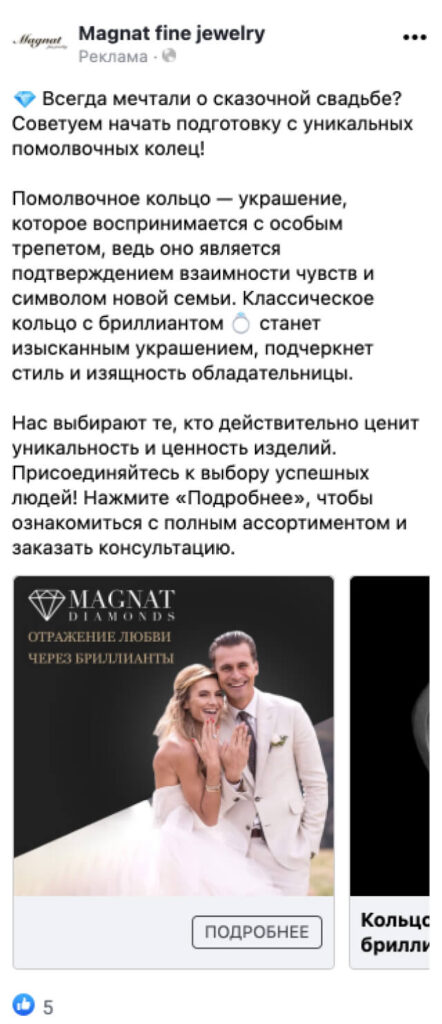 Magnat
Magnat fine jewelry
Реклама ·
💎 Всегда мечтали о сказочной свадьбе?
Советуем начать подготовку с уникальных
помолвочных колец!
Помолвочное кольцо — украшение,
которое воспринимается с особым
трепетом, ведь оно является
подтверждением взаимности чувств и
символом новой семьи. Классическое
кольцо с бриллиантом 💍 станет
изысканным украшением, подчеркнет
стиль и изящность обладательницы.
Нас выбирают те, кто действительно ценит
уникальность и ценность изделий.
Присоединяйтесь к выбору успешных
людей! Нажмите «Подробнее», чтобы
ознакомиться с полным ассортиментом и
заказать консультацию.
MAGNAT
DIAMONDS
ОТРАЖЕНИЕ ЛЮБВИ
ЧЕРЕЗ БРИЛЛИАНТЫ
ПОДРОБНЕЕ
Кольцо
брилли
5